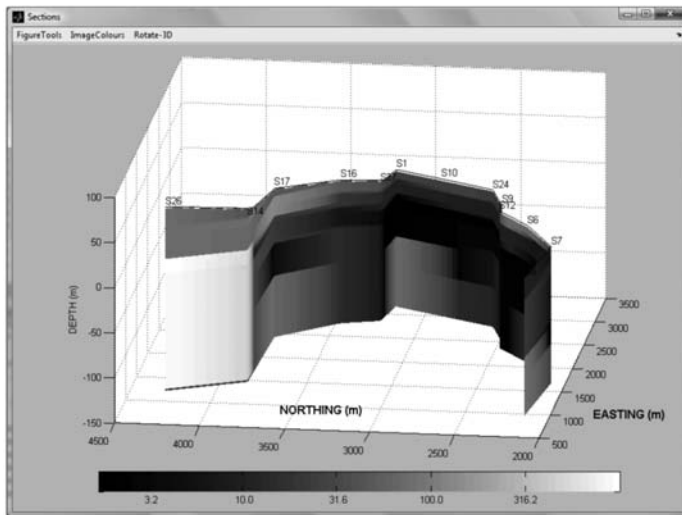 Sections
FigureTools ImageColours Rotate-3D
S1
S10
S16
S17
S24
S26
S9
S12
S14
S6
S7
100
50
0
-50
-100
-150
DEPTH (m)
4500
4000
3500
3000
2500
2000
NORTHING (m)
3500
3000
2500
2000
1500
1000
500
EASTING (m)
3.2 10.0 31.6 100.0 316.2